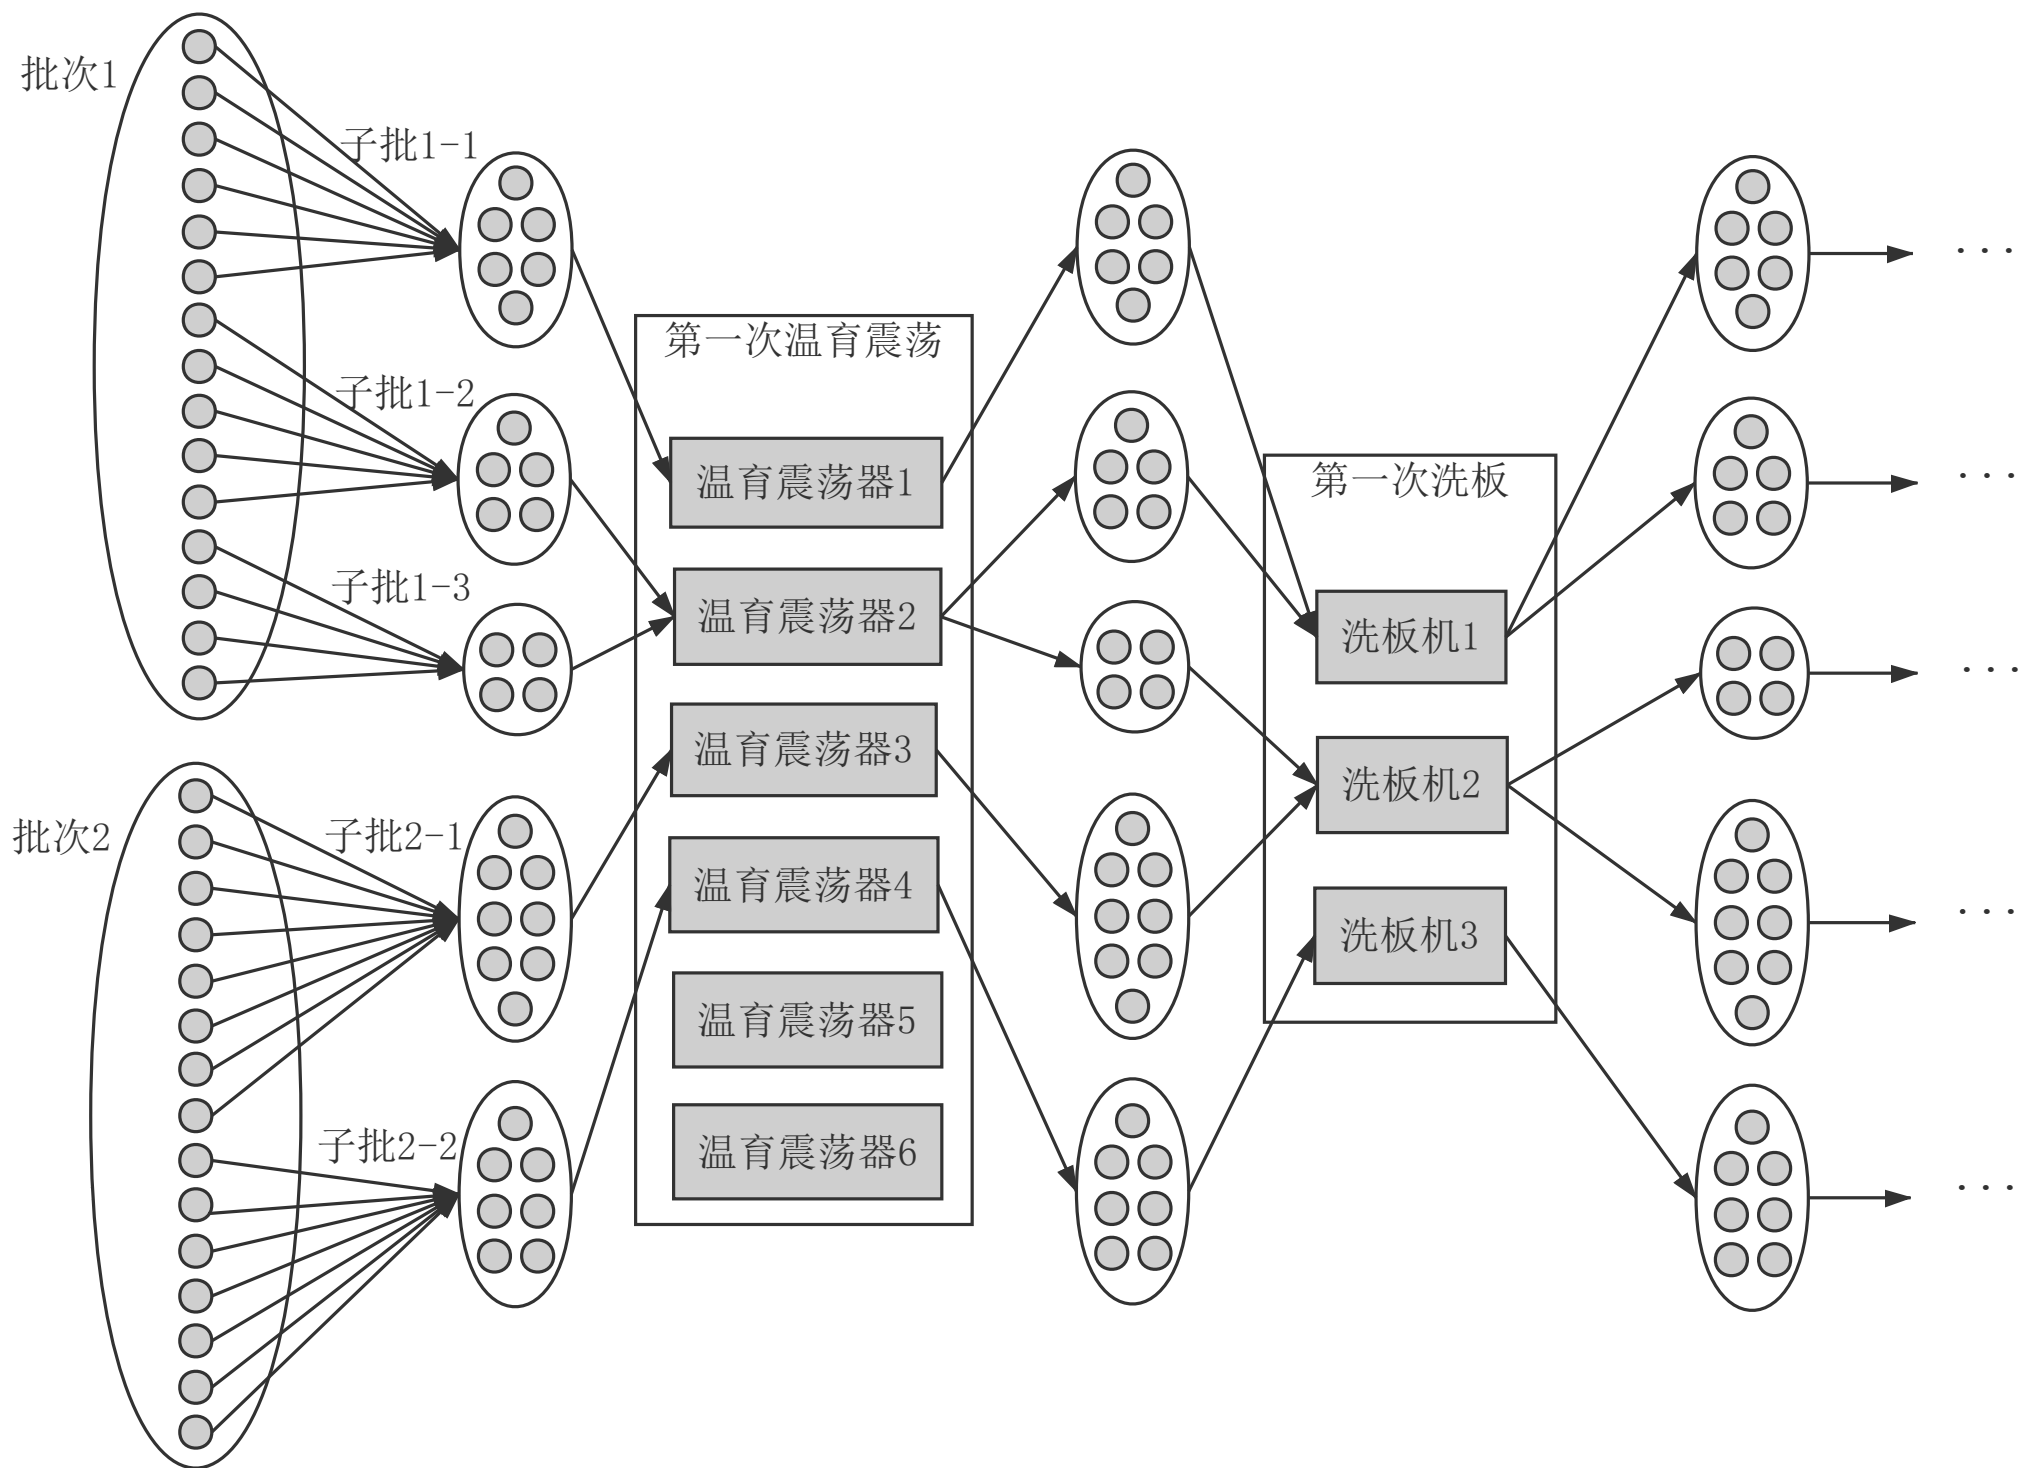 批次1
子批1-1
子批1-2
子批1-3
批次2
子批2-1
子批2-2
第一次温育震荡
温育震荡器1
温育震荡器2
温育震荡器3
温育震荡器4
温育震荡器5
温育震荡器6
第一次洗板
洗板机1
洗板机2
洗板机3
...
...
...
...
...